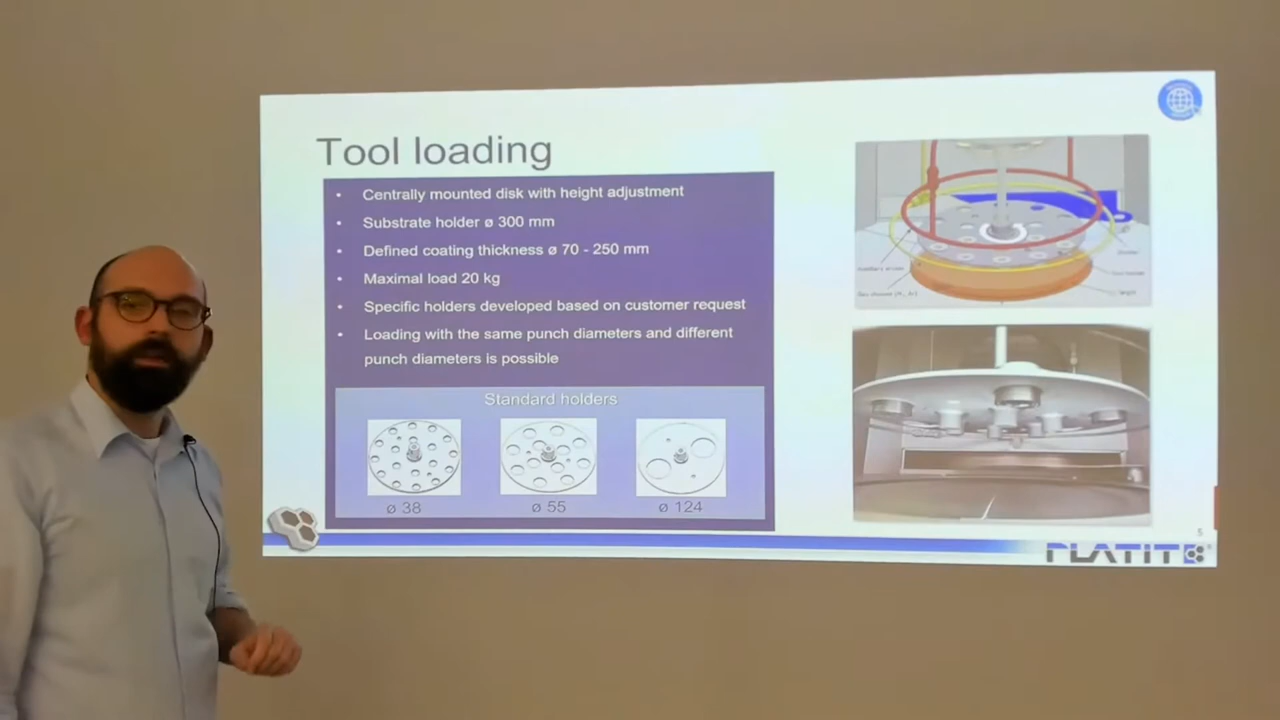 Tool loading
• Centrally mounted disk with height adjustment
• Substrate holder ø 300 mm
• Defined coating thickness ø 70 - 250 mm
• Maximal load 20 kg
• Specific holders developed based on customer request
• Loading with the same punch diameters and different
punch diameters is possible
Standard holders
ø 38
ø 55
ø 124
5
PLATIT